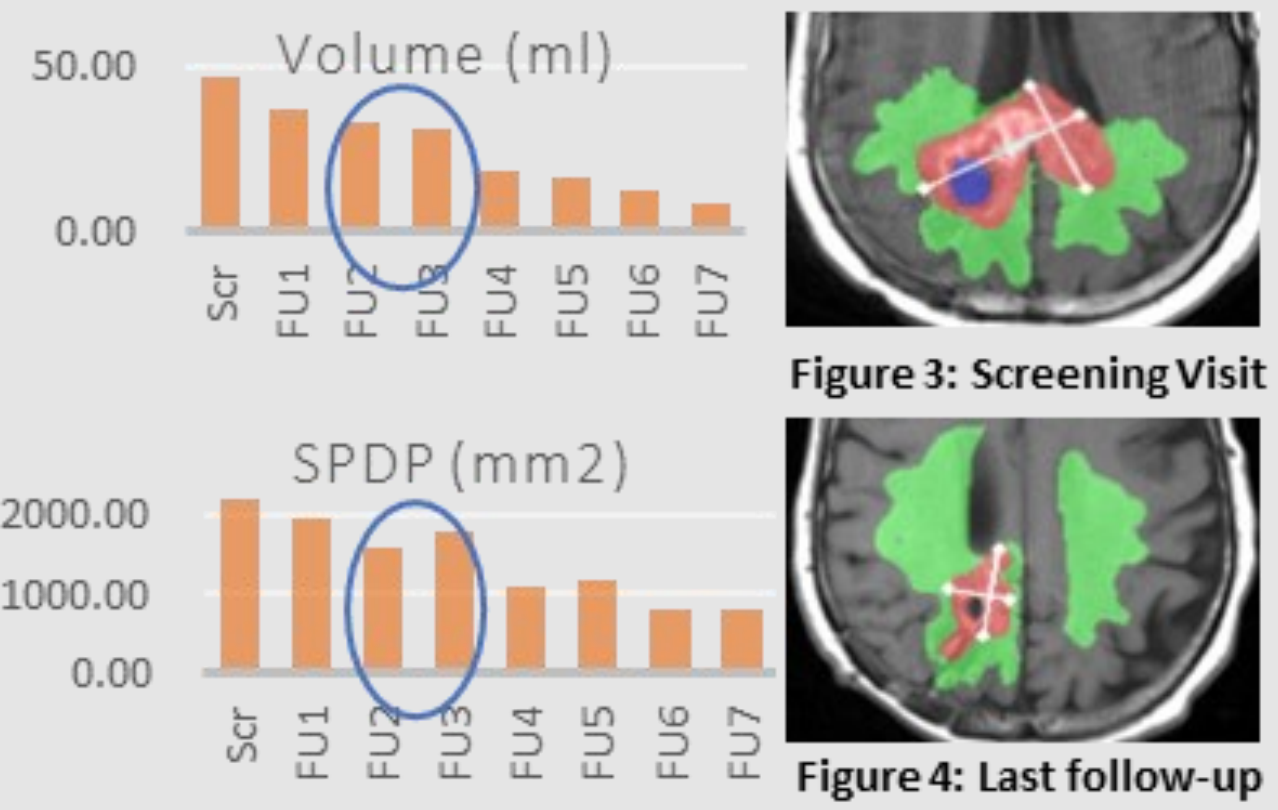 Volume (ml)
50.00
0.00
Scr
FU1
FU2
FU3
FU4
FU5
FU6
FU7
Figure 3: Screening Visit
SPDP (mm2)
2000.00
1000.00
0.00
Scr
FU1
FU2
FU3
FU4
FU5
FU6
FU7
Figure 4: Last follow-up